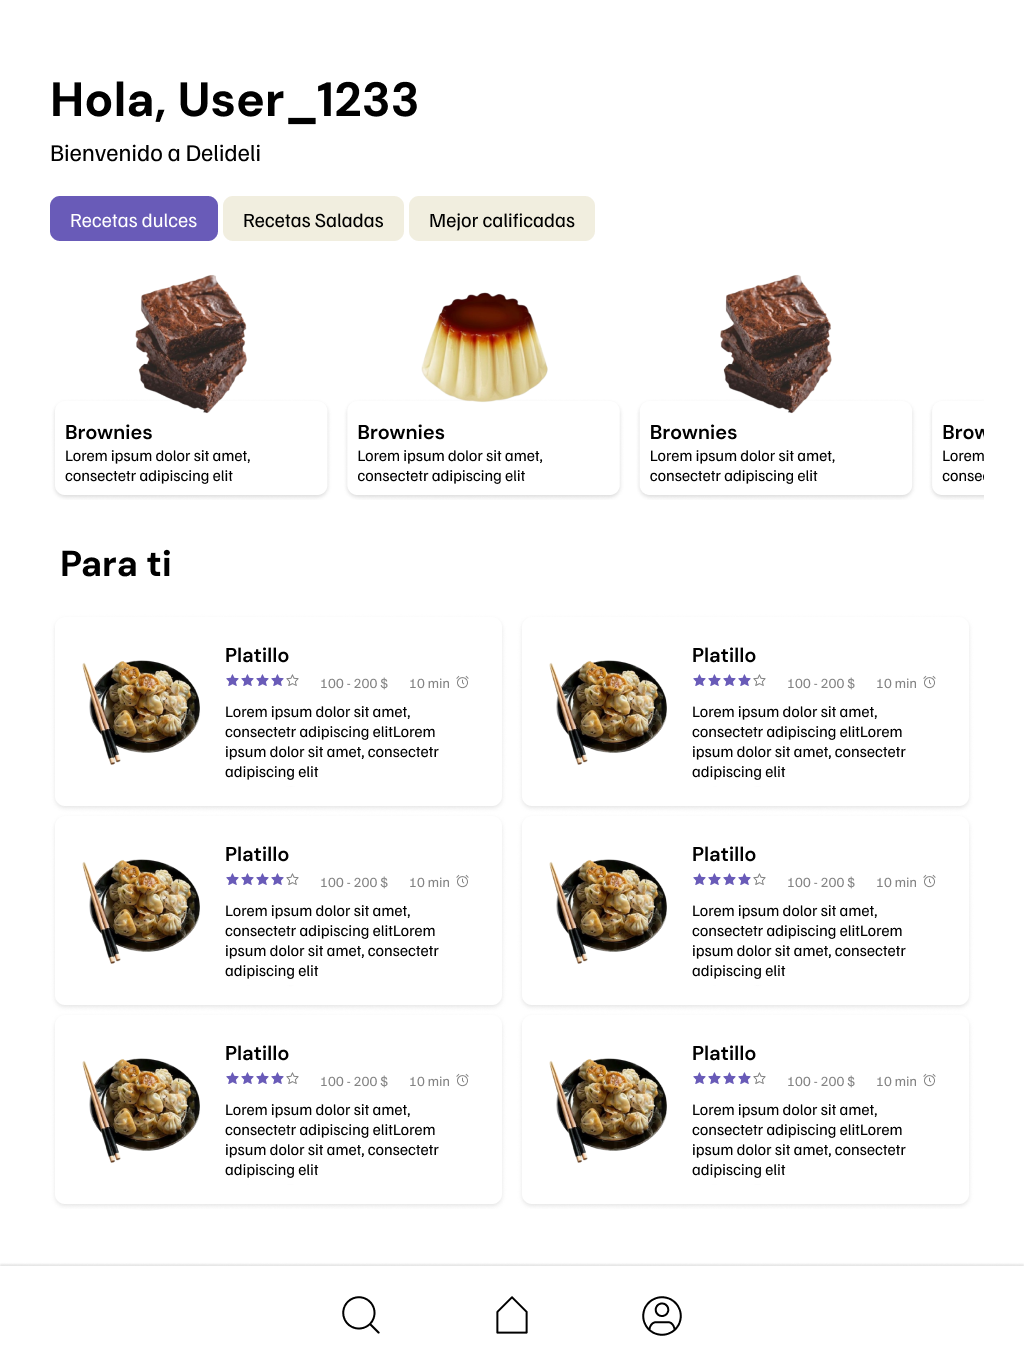 Hola, User_1233
Bienvenido a Delideli
Recetas dulces
Recetas Saladas
Mejor calificadas
Brownies
Lorem ipsum dolor sit amet,
consectetr adipiscing elit
Brownies
Lorem ipsum dolor sit amet,
consectetr adipiscing elit
Brownies
Lorem ipsum dolor sit amet,
consectetr adipiscing elit
Brow
Lorem
conse
Para ti
Platillo
100 - 200 $ 10 min
Lorem ipsum dolor sit amet,
consectetr adipiscing elitLorem
ipsum dolor sit amet, consectetr
adipiscing elit
Platillo
100 - 200 $ 10 min
Lorem ipsum dolor sit amet,
consectetr adipiscing elitLorem
ipsum dolor sit amet, consectetr
adipiscing elit
Platillo
100 - 200 $ 10 min
Lorem ipsum dolor sit amet,
consectetr adipiscing elitLorem
ipsum dolor sit amet, consectetr
adipiscing elit
Platillo
100 - 200 $ 10 min
Lorem ipsum dolor sit amet,
consectetr adipiscing elitLorem
ipsum dolor sit amet, consectetr
adipiscing elit
Platillo
100 - 200 $ 10 min
Lorem ipsum dolor sit amet,
consectetr adipiscing elitLorem
ipsum dolor sit amet, consectetr
adipiscing elit
Platillo
100 - 200 $ 10 min
Lorem ipsum dolor sit amet,
consectetr adipiscing elitLorem
ipsum dolor sit amet, consectetr
adipiscing elit